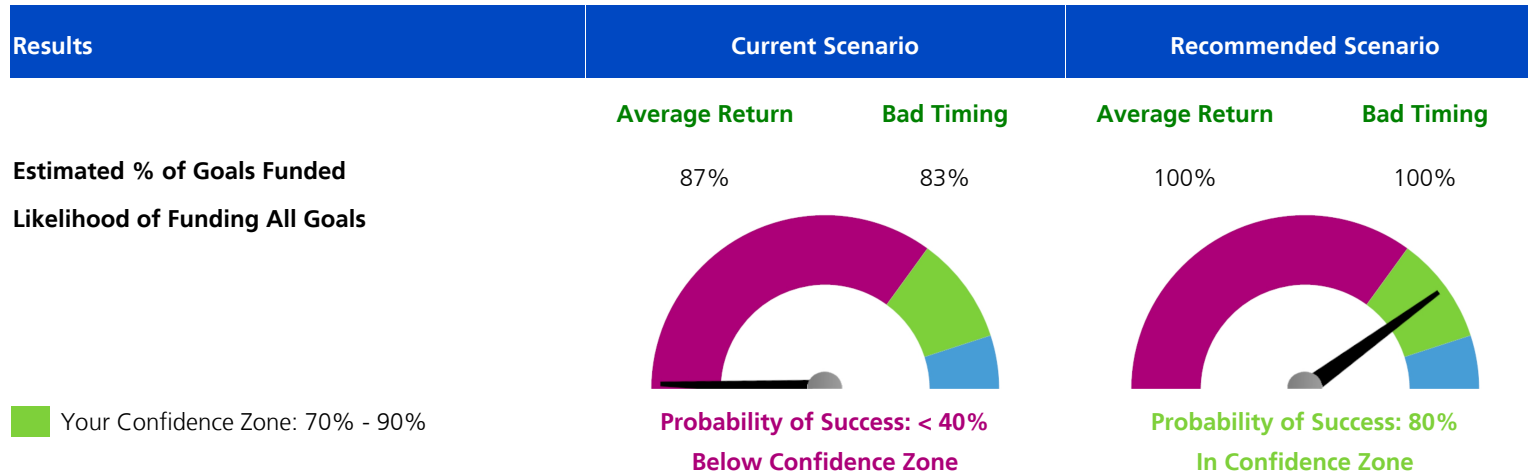 Results Current Scenario Recommended Scenario
Average Return Bad Timing Average Return Bad Timing
Estimated % of Goals Funded 87% 83% 100% 100%
Likelihood of Funding All Goals
Your Confidence Zone: 70% - 90% Probability of Success: < 40% Probability of Success: 80%
Below Confidence Zone In Confidence Zone